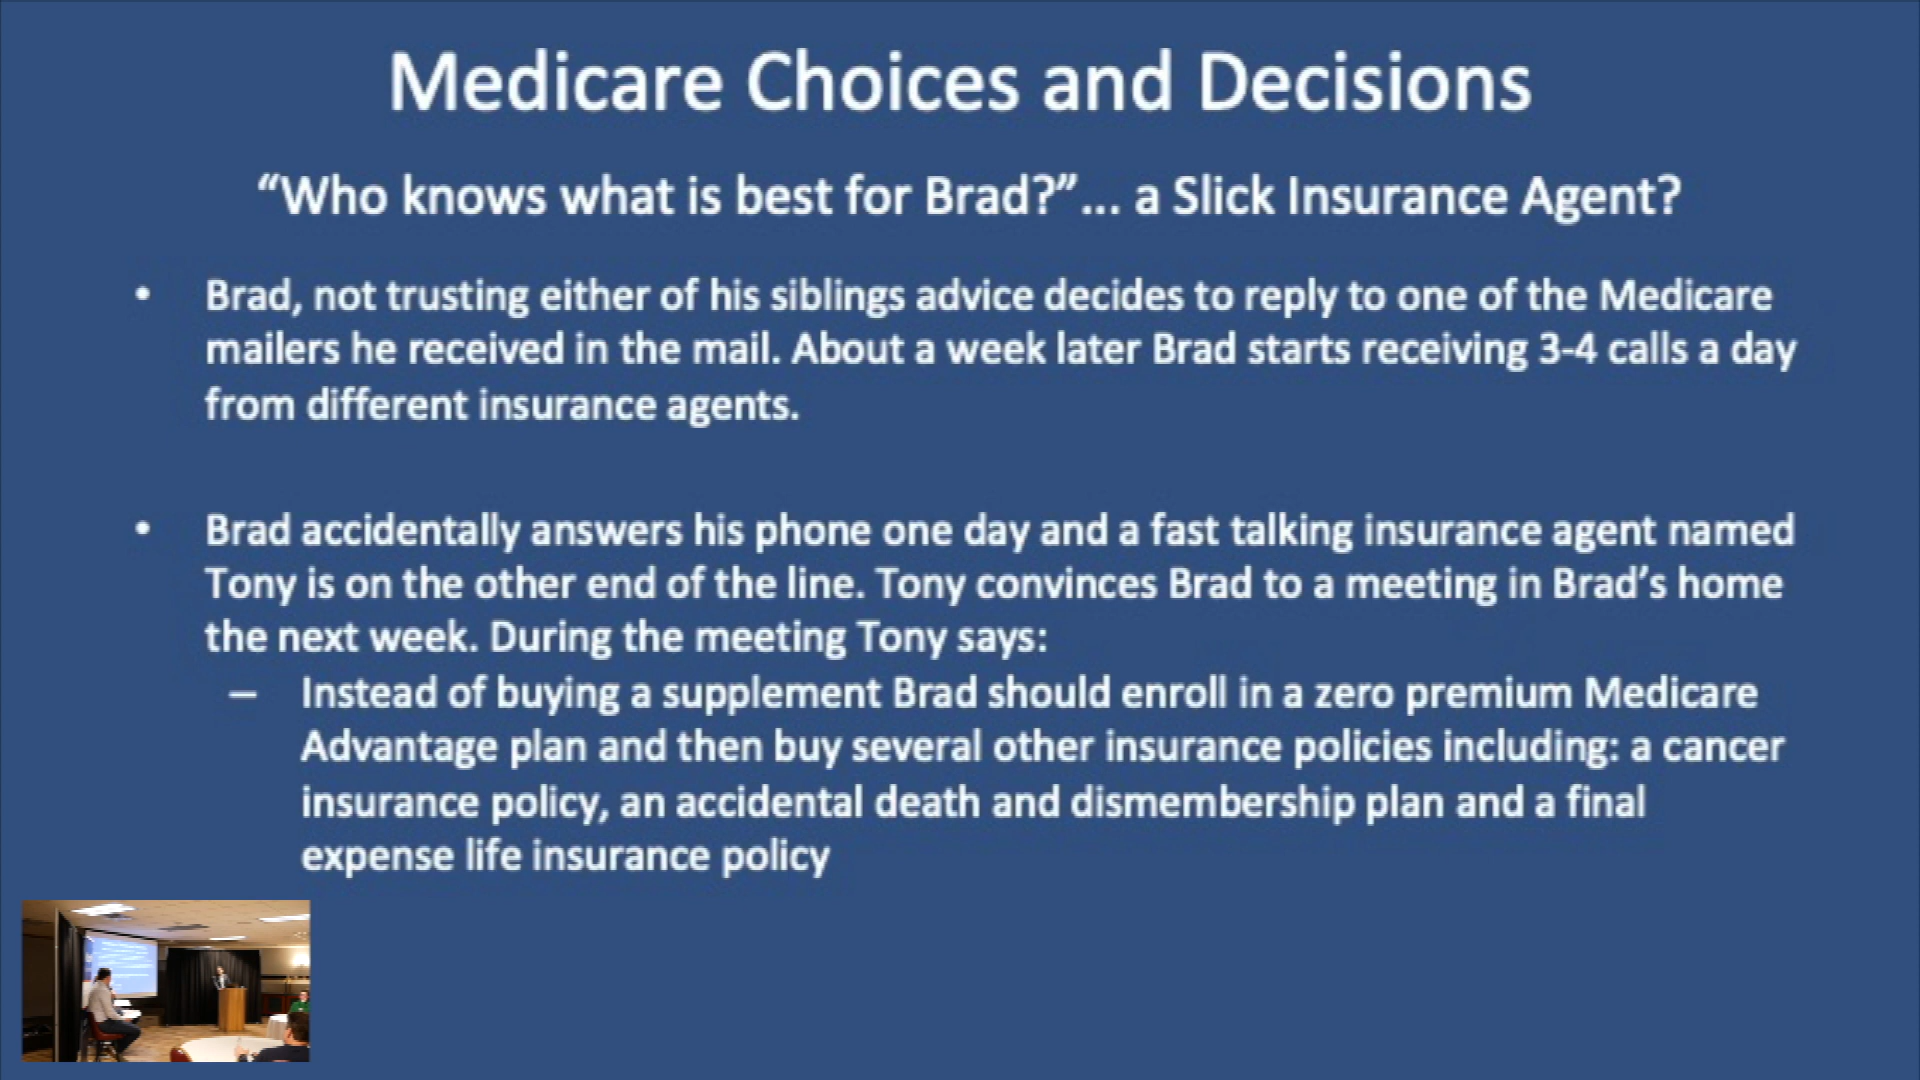 Medicare Choices and Decisions
“Who knows what is best for Brad?”... a Slick Insurance Agent?
• Brad, not trusting either of his siblings advice decides to reply to one of the Medicare
mailers he received in the mail. About a week later Brad starts receiving 3-4 calls a day
from different insurance agents.
• Brad accidentally answers his phone one day and a fast talking insurance agent named
Tony is on the other end of the line. Tony convinces Brad to a meeting in Brad’s home
the next week. During the meeting Tony says:
– Instead of buying a supplement Brad should enroll in a zero premium Medicare
Advantage plan and then buy several other insurance policies including: a cancer
insurance policy, an accidental death and dismembership plan and a final
expense life insurance policy